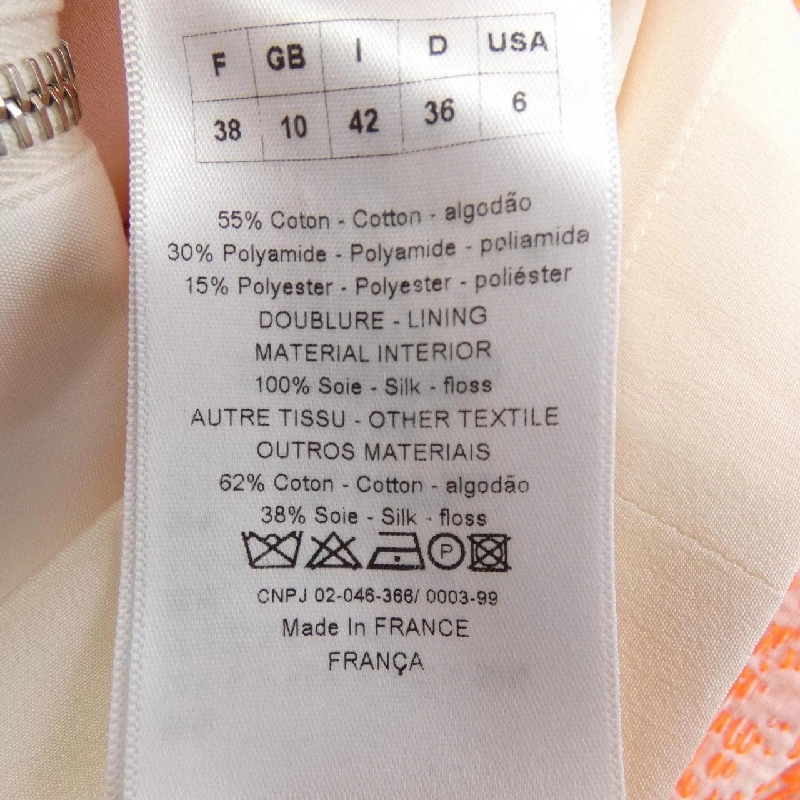 F GB I D USA
38 10 42 36 6
55% Coton - Cotton - algodão
30% Polyamide - Polyamide - poliamida
15% Polyester - Polyester - poliéster
DOUBLURE - LINING
MATERIAL INTERIOR
100% Soie - Silk - floss
AUTRE TISSU - OTHER TEXTILE
OUTROS MATERIAIS
62% Coton - Cotton - algodão
38% Soie - Silk - floss
P
CNPJ 02-046-366/ 0003-99
Made In FRANCE
FRANÇA